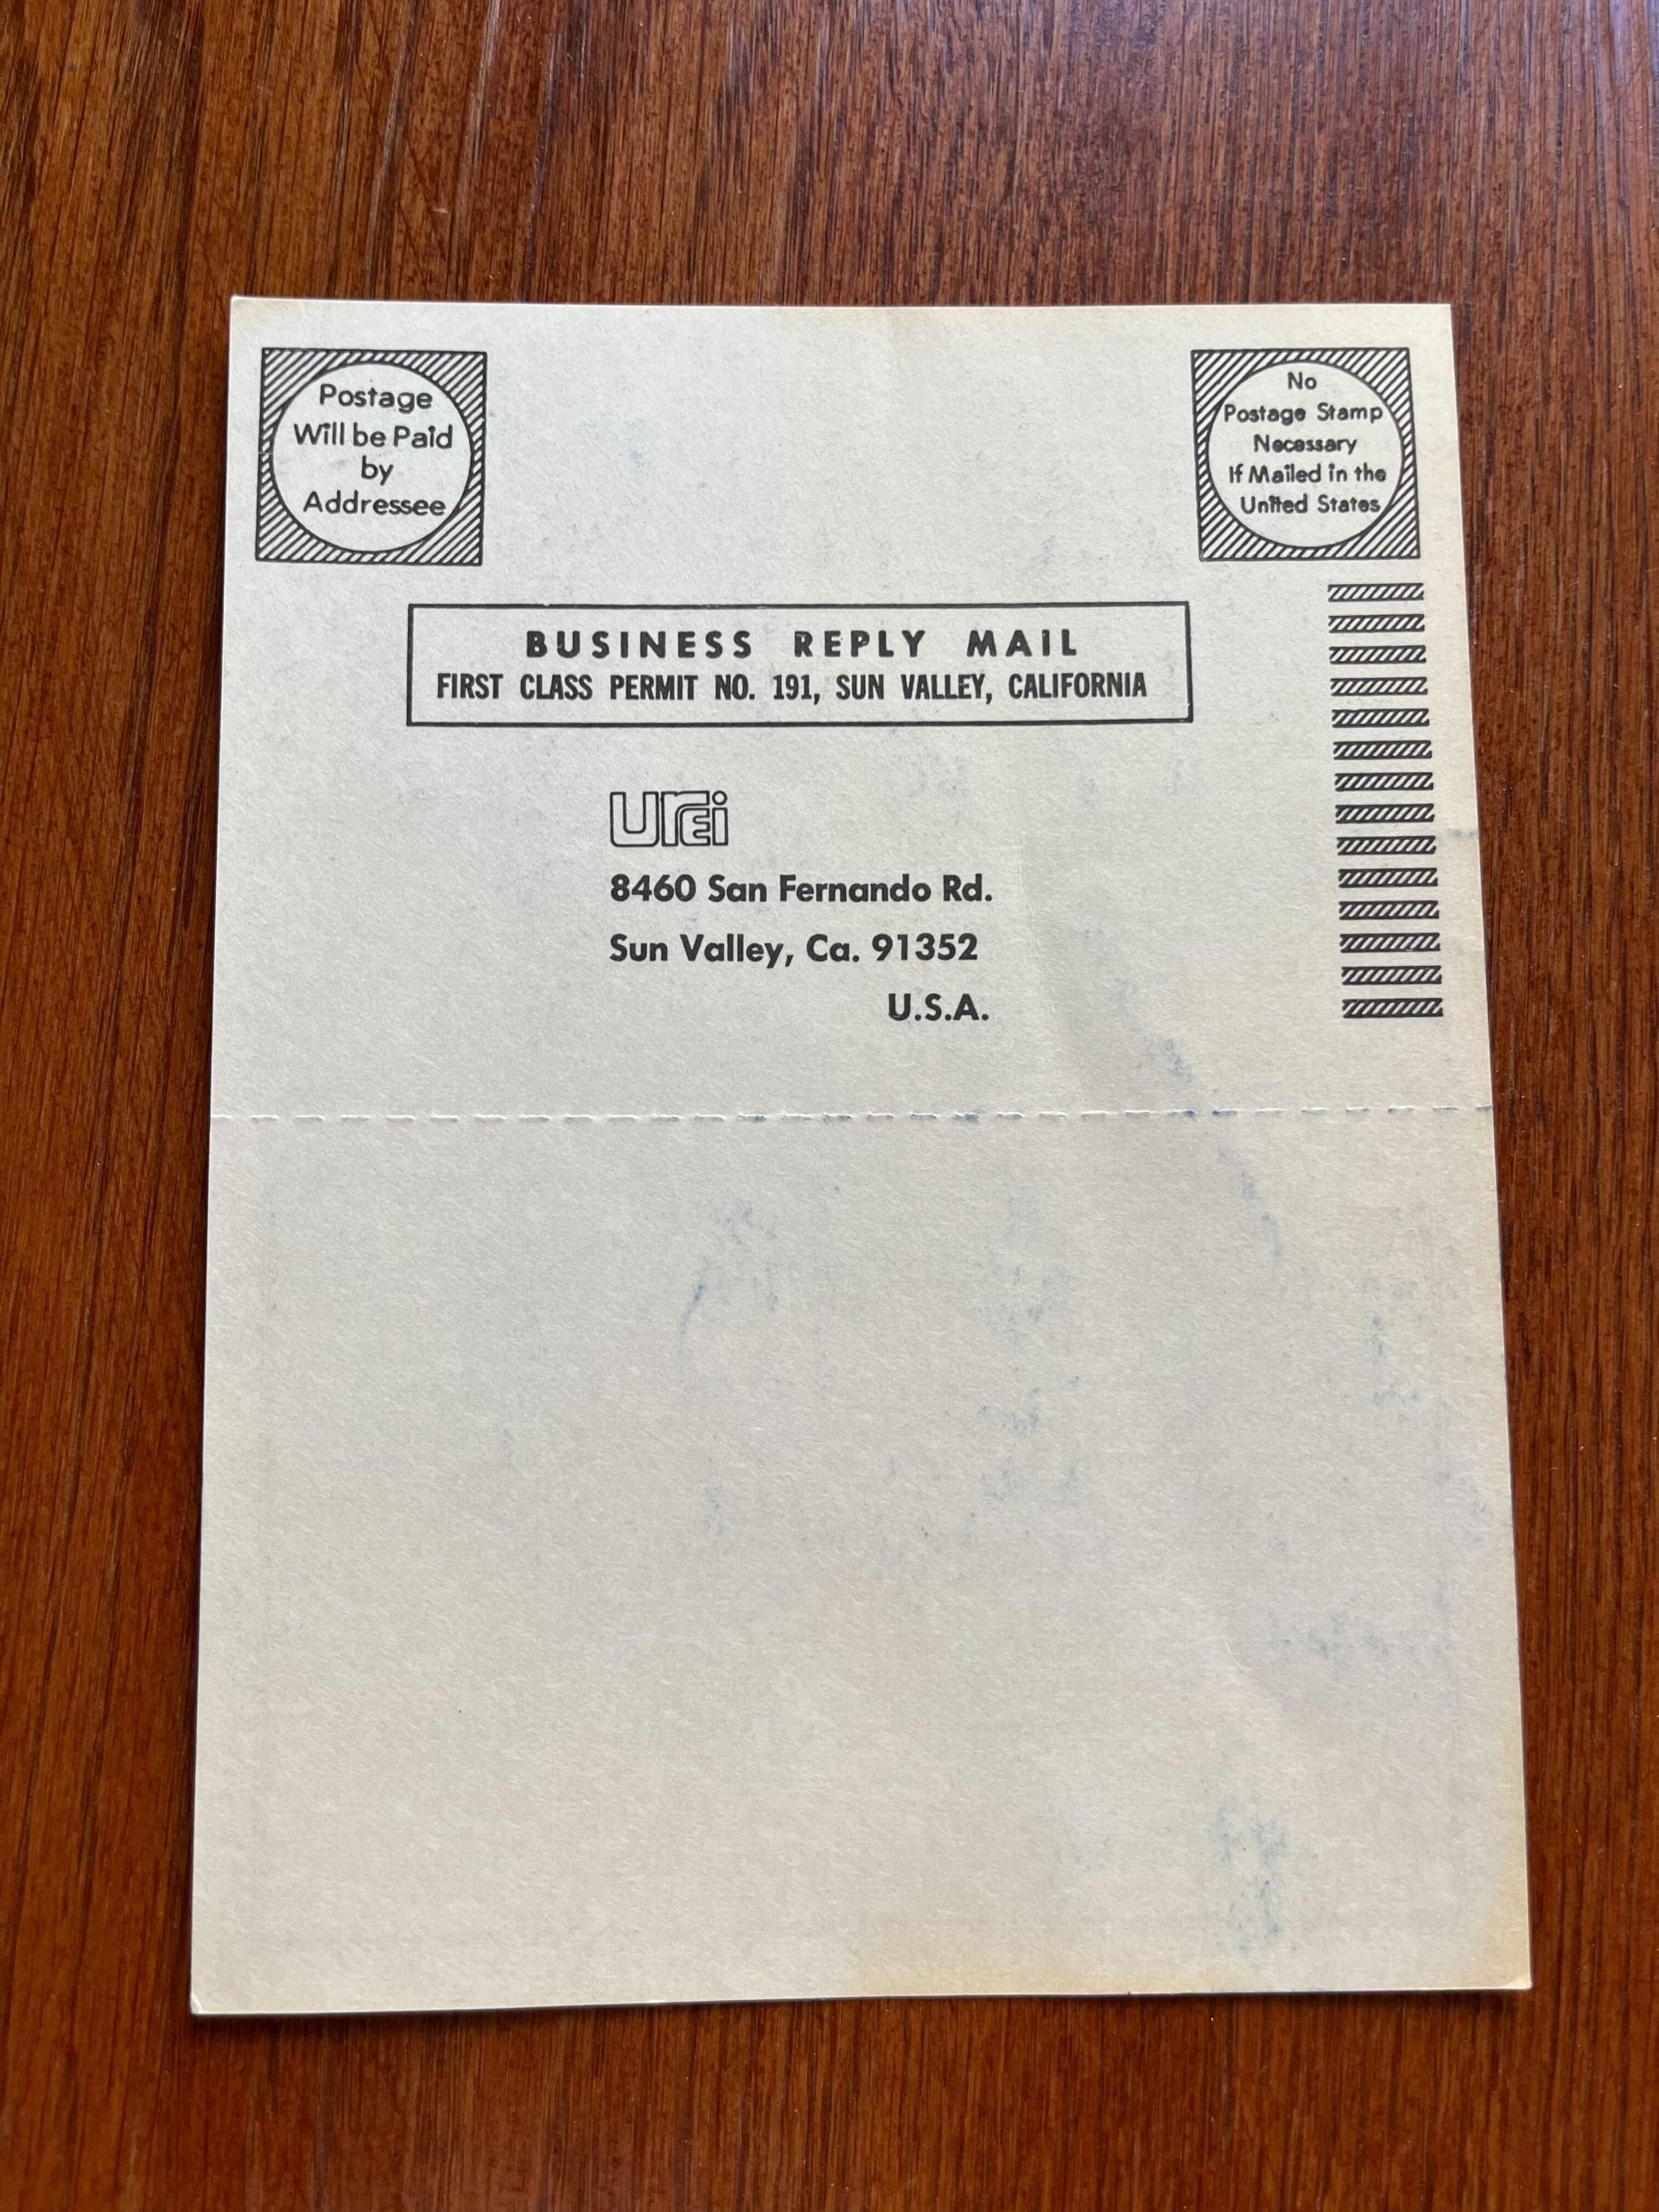 Postage
Will be Paid
by
Addressee
No
Postage Stamp
Necessary
If Mailed in the
United States
BUSINESS REPLY MAIL
FIRST CLASS PERMIT NO. 191, SUN VALLEY, CALIFORNIA
urei
8460 San Fernando Rd.
Sun Valley, Ca. 91352
U.S.A.